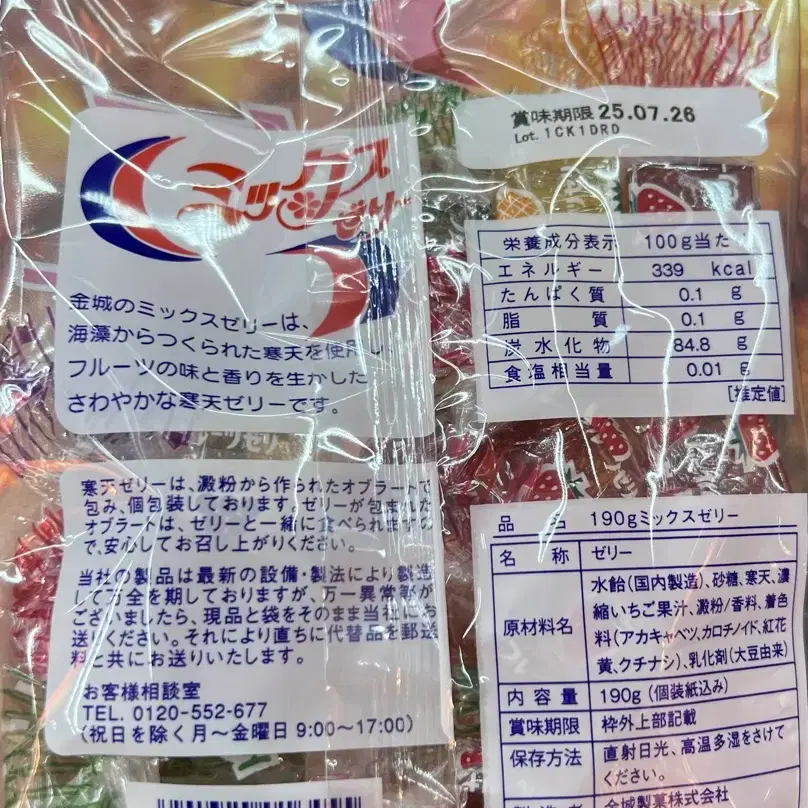 賞味期限 25.07.26
Lot. 1CK1DRD
ミックス
ゼリー
金城のミックスゼリーは、
海藻からつくられた寒天を使用し、
フルーツの味と香りを生かした
さわやかな寒天ゼリーです。
栄養成分表示 100g当た
エネルギー 339 kcal
たんぱく質 0.1 g
脂質 0.1 g
炭水化物 84.8 g
食塩相当量 0.01 g
[推定値]
寒天ゼリーは、澱粉から作られたオブラートで
包み、個包装しております。ゼリーが包まれた
オブラートは、ゼリーと一緒に食べられますの
で、安心してお召し上がりください。
当社の製品は最新の設備・製法により製造
して万全を期しておりますが、万一異常等が
ございましたら、現品と袋をそのまま当社にお
送りください。それにより直ちに代替品を郵送
料と共にお送りいたします。
お客様相談室
TEL. 0120-552-677
(祝日を除く月〜金曜日 9:00〜17:00)
品名 190gミックスゼリー
名称 ゼリー
原材料名 水飴(国内製造)、砂糖、寒天、濃
縮いちご果汁、澱粉/香料、着色
料(アカキャベツ、カロチノイド、紅花
黄、クチナシ)、乳化剤(大豆由来)
内容量 190g(個装紙込み)
賞味期限 枠外上部記載
保存方法 直射日光、高温多湿をさけて
ください。
金城製菓株式会社